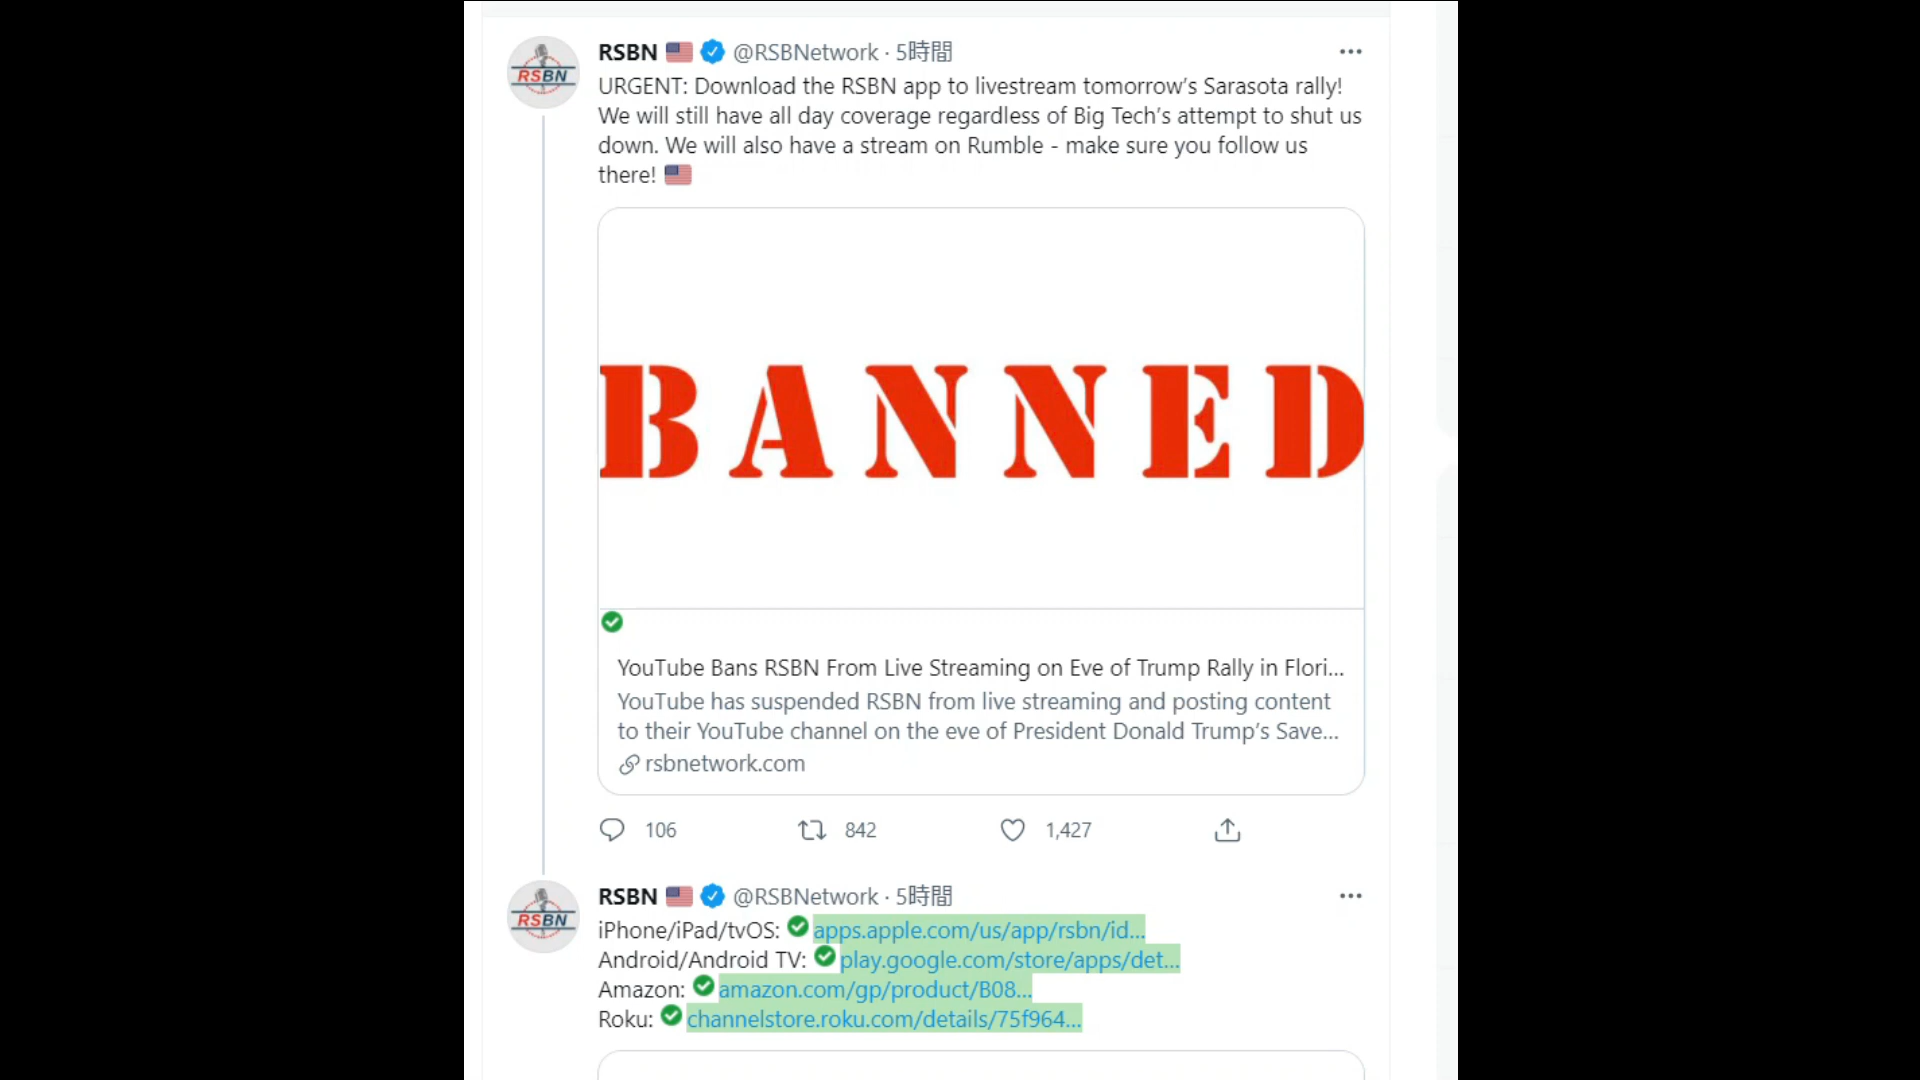 RSBN @RSBNetwork · 5時間
URGENT: Download the RSBN app to livestream tomorrow's Sarasota rally!
We will still have all day coverage regardless of Big Tech's attempt to shut us
down. We will also have a stream on Rumble - make sure you follow us
there!
RSBN
BANNED
YouTube Bans RSBN From Live Streaming on Eve of Trump Rally in Flori...
YouTube has suspended RSBN from live streaming and posting content
to their YouTube channel on the eve of President Donald Trump's Save...
rsbnetwork.com
106 842 1,427
RSBN @RSBNetwork · 5時間
RSBN
iPhone/iPad/tvOS: apps.apple.com/us/app/rsbn/id...
Android/Android TV: play.google.com/store/apps/det...
Amazon: amazon.com/gp/product/B08...
Roku: channelstore.roku.com/details/75f964...